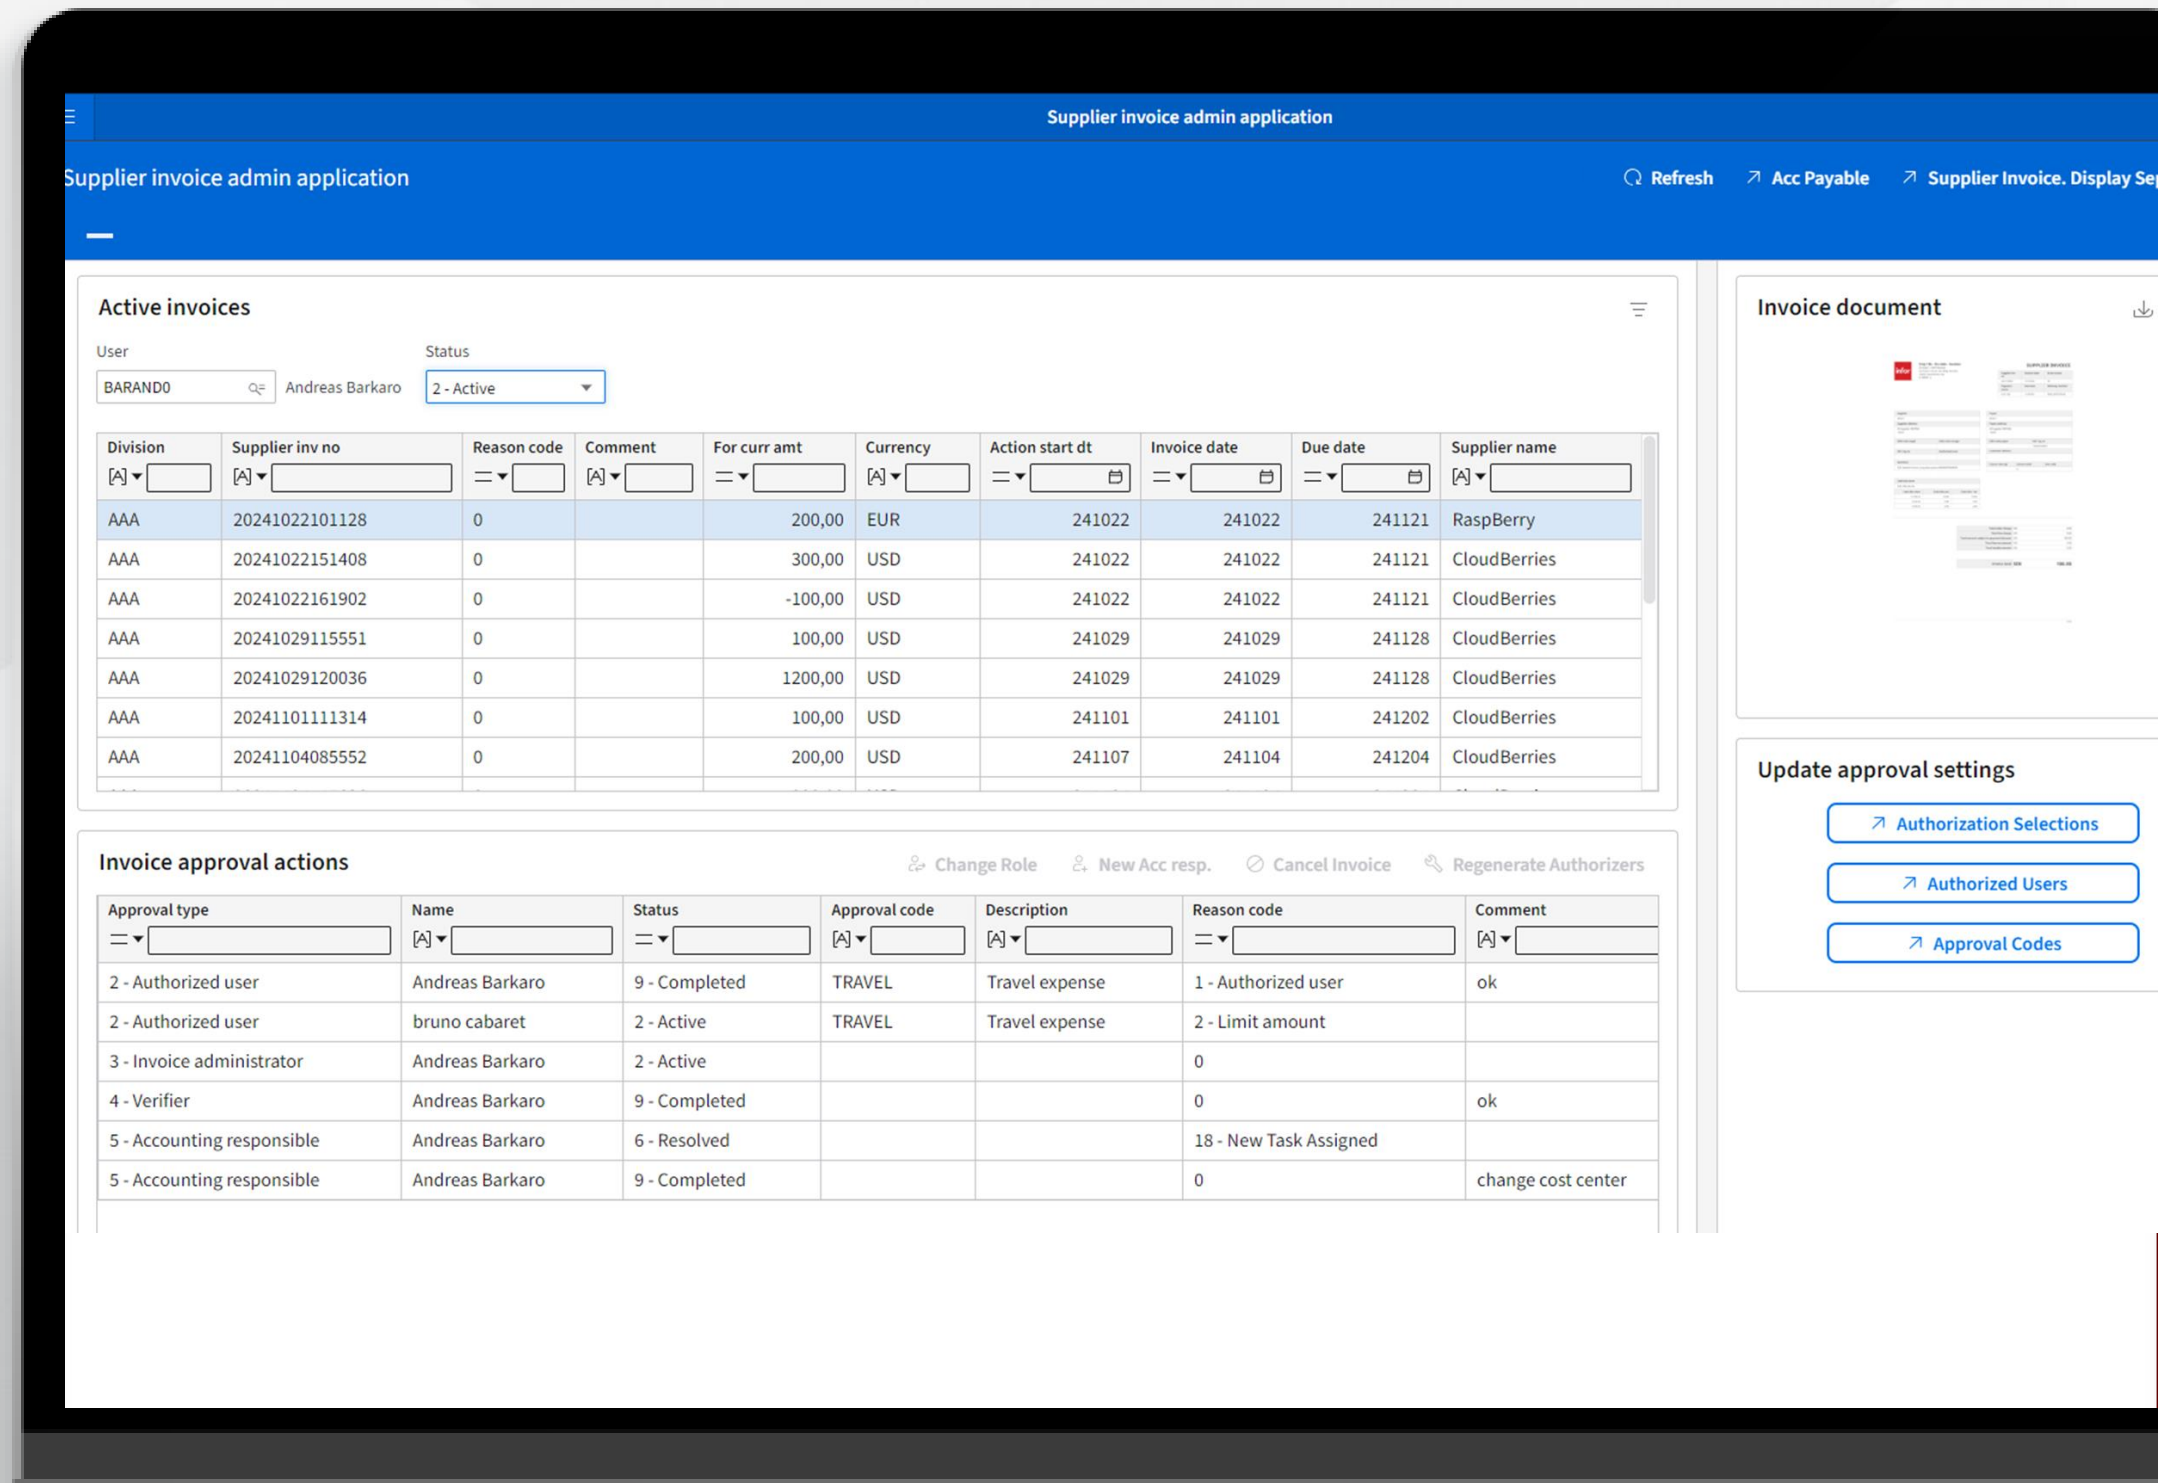 Supplier invoice admin application
Supplier invoice admin application
Refresh Acc Payable Supplier Invoice. Display Sep
Active invoices
User Status
BARAND0 Andreas Barkaro 2 - Active
Division Supplier inv no Reason code Comment For curr amt Currency Action start dt Invoice date Due date Supplier name
AAA 20241022101128 0 200,00 EUR 241022 241022 241121 RaspBerry
AAA 20241022151408 0 300,00 USD 241022 241022 241121 CloudBerries
AAA 20241022161902 0 -100,00 USD 241022 241022 241121 CloudBerries
AAA 20241029115551 0 100,00 USD 241029 241029 241128 CloudBerries
AAA 20241029120036 0 1200,00 USD 241029 241029 241128 CloudBerries
AAA 20241101111314 0 100,00 USD 241101 241101 241202 CloudBerries
AAA 20241104085552 0 200,00 USD 241107 241104 241204 CloudBerries
Invoice approval actions
Change Role New Acc resp. Cancel Invoice Regenerate Authorizers
Approval type Name Status Approval code Description Reason code Comment
2 - Authorized user Andreas Barkaro 9 - Completed TRAVEL Travel expense 1 - Authorized user ok
2 - Authorized user bruno cabaret 2 - Active TRAVEL Travel expense 2 - Limit amount
3 - Invoice administrator Andreas Barkaro 2 - Active 0
4 - Verifier Andreas Barkaro 9 - Completed 0 ok
5 - Accounting responsible Andreas Barkaro 6 - Resolved 18 - New Task Assigned
5 - Accounting responsible Andreas Barkaro 9 - Completed 0 change cost center
Invoice document
infor
SUPPLIER INVOICE
Update approval settings
Authorization Selections
Authorized Users
Approval Codes